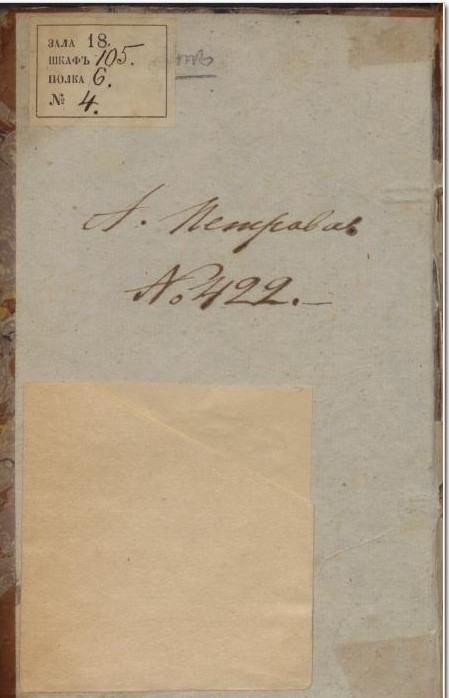 ЗАЛА 18.
ШКАФЪ 105.
ПОЛКА 6.
№ 4.
А. Петрова.
№ 422.—